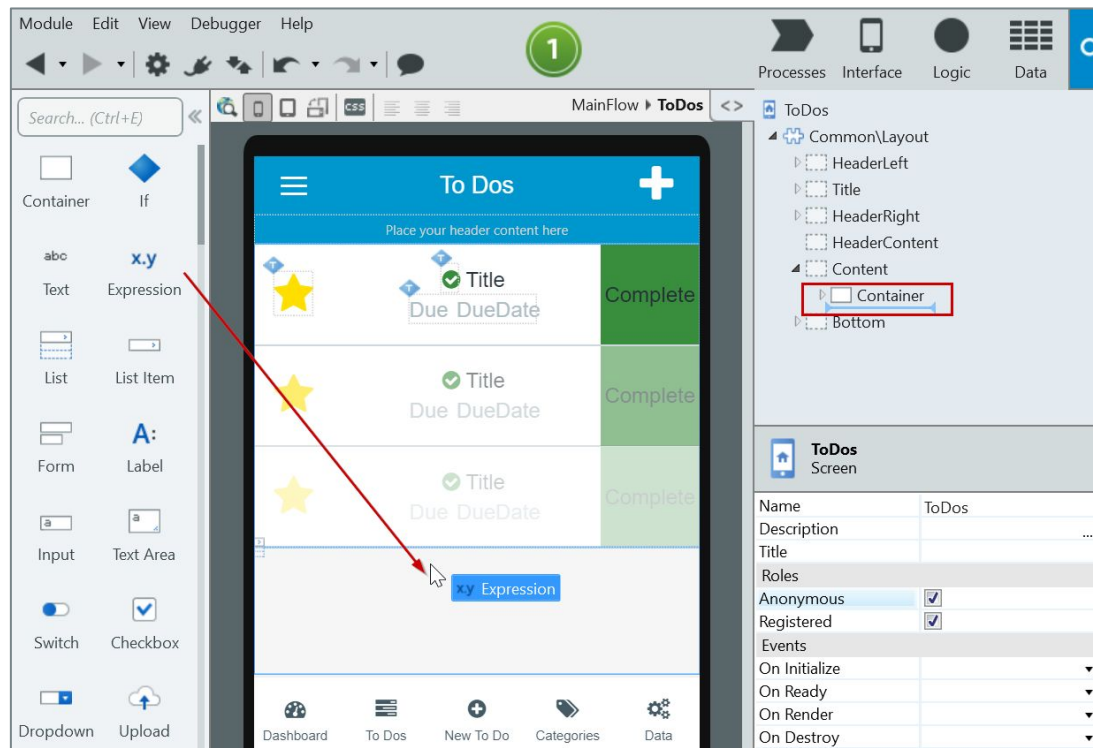 Module Edit View Debugger Help
1
Processes Interface Logic Data
Search... (Ctrl+E)
css
MainFlow ToDos <>
Container If
abc x.y
Text Expression
List List Item
A:
Form Label
a a
Input Text Area
Switch Checkbox
Dropdown Upload
To Dos
Place your header content here
T
T T
Title Complete
Due DueDate
Title Complete
Due DueDate
Title Complete
Due DueDate
x.y Expression
Dashboard To Dos New To Do Categories Data
ToDos
Common\Layout
HeaderLeft
Title
HeaderRight
HeaderContent
Content
Container
Bottom
ToDos
Screen
Name ToDos
Description ...
Title
Roles
Anonymous
Registered
Events
On Initialize
On Ready
On Render
On Destroy